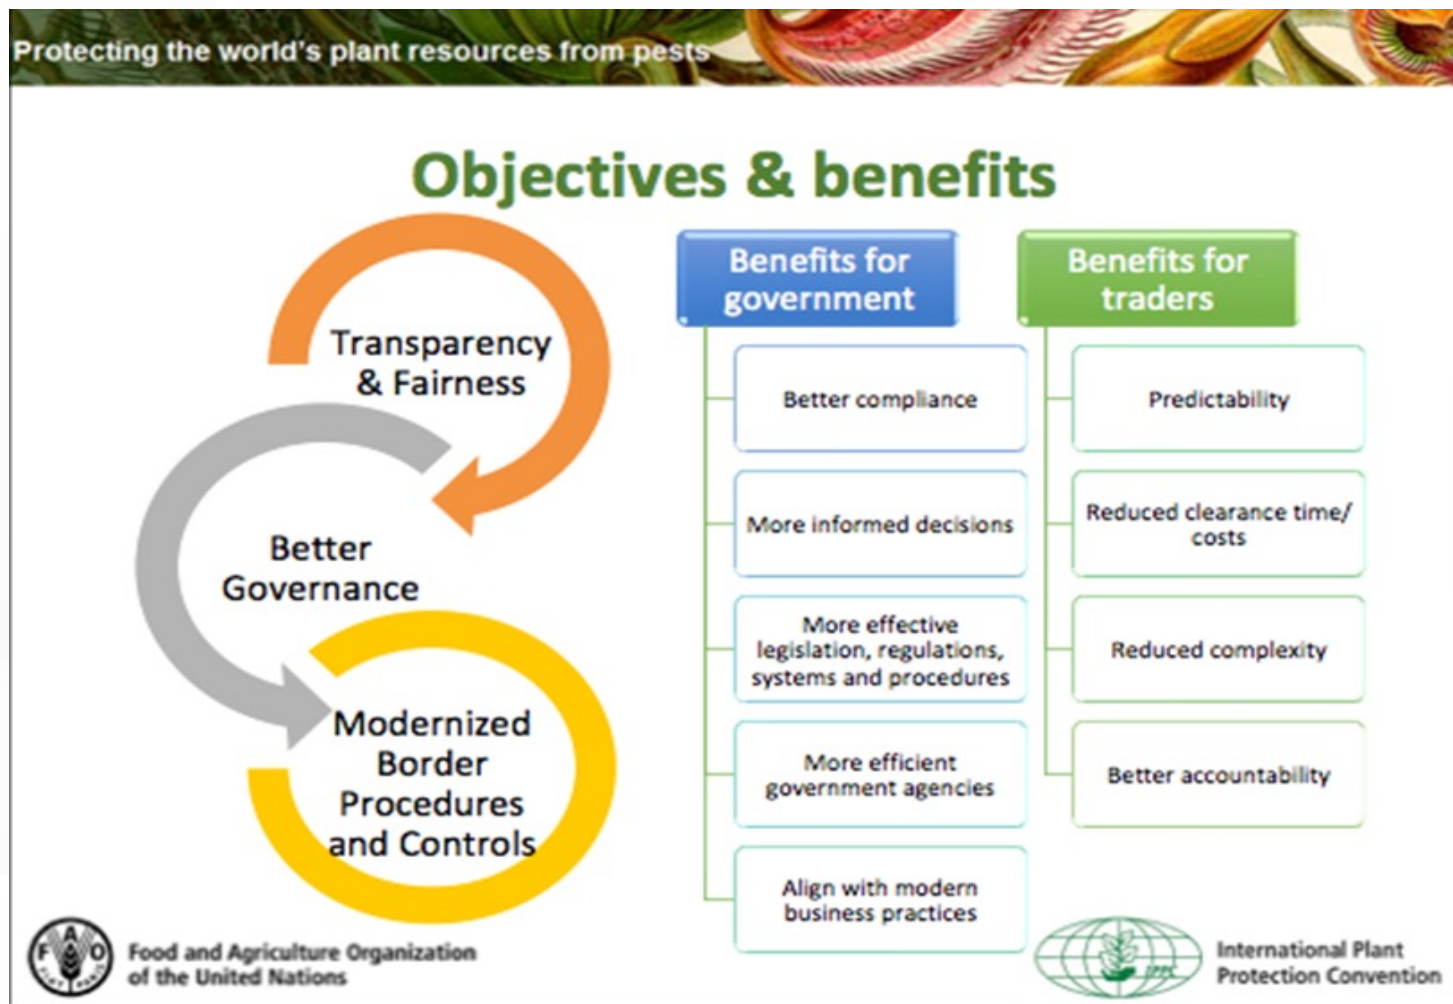 Protecting the world's plant resources from pests
Objectives & benefits
Transparency
& Fairness
Better
Governance
Modernized
Border
Procedures
and Controls
Benefits for
government
Better compliance
More informed decisions
More effective
legislation, regulations,
systems and procedures
More efficient
government agencies
Align with modern
business practices
Benefits for
traders
Predictability
Reduced clearance time/
costs
Reduced complexity
Better accountability
F A O
FIAT PANIS
Food and Agriculture Organization
of the United Nations
IPPC
International Plant
Protection Convention